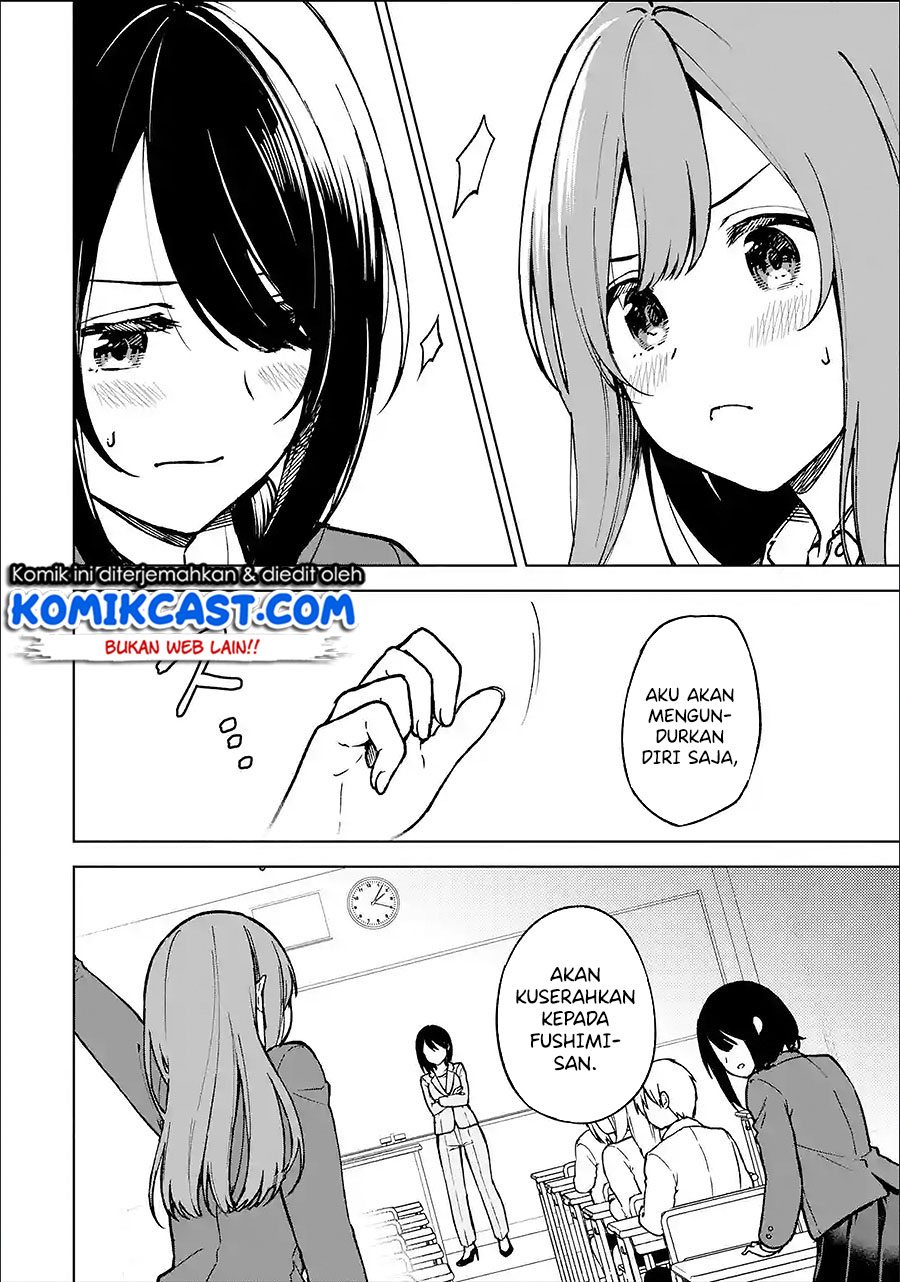 Komik ini diterjemahkan & diedit oleh
KOMIKCAST.COM
BUKAN WEB LAIN!!
AKU AKAN
MENGUN-
DURKAN
DIRI SAJA,
AKAN
KUSERAHKAN
KEPADA
FUSHIMI-
SAN.